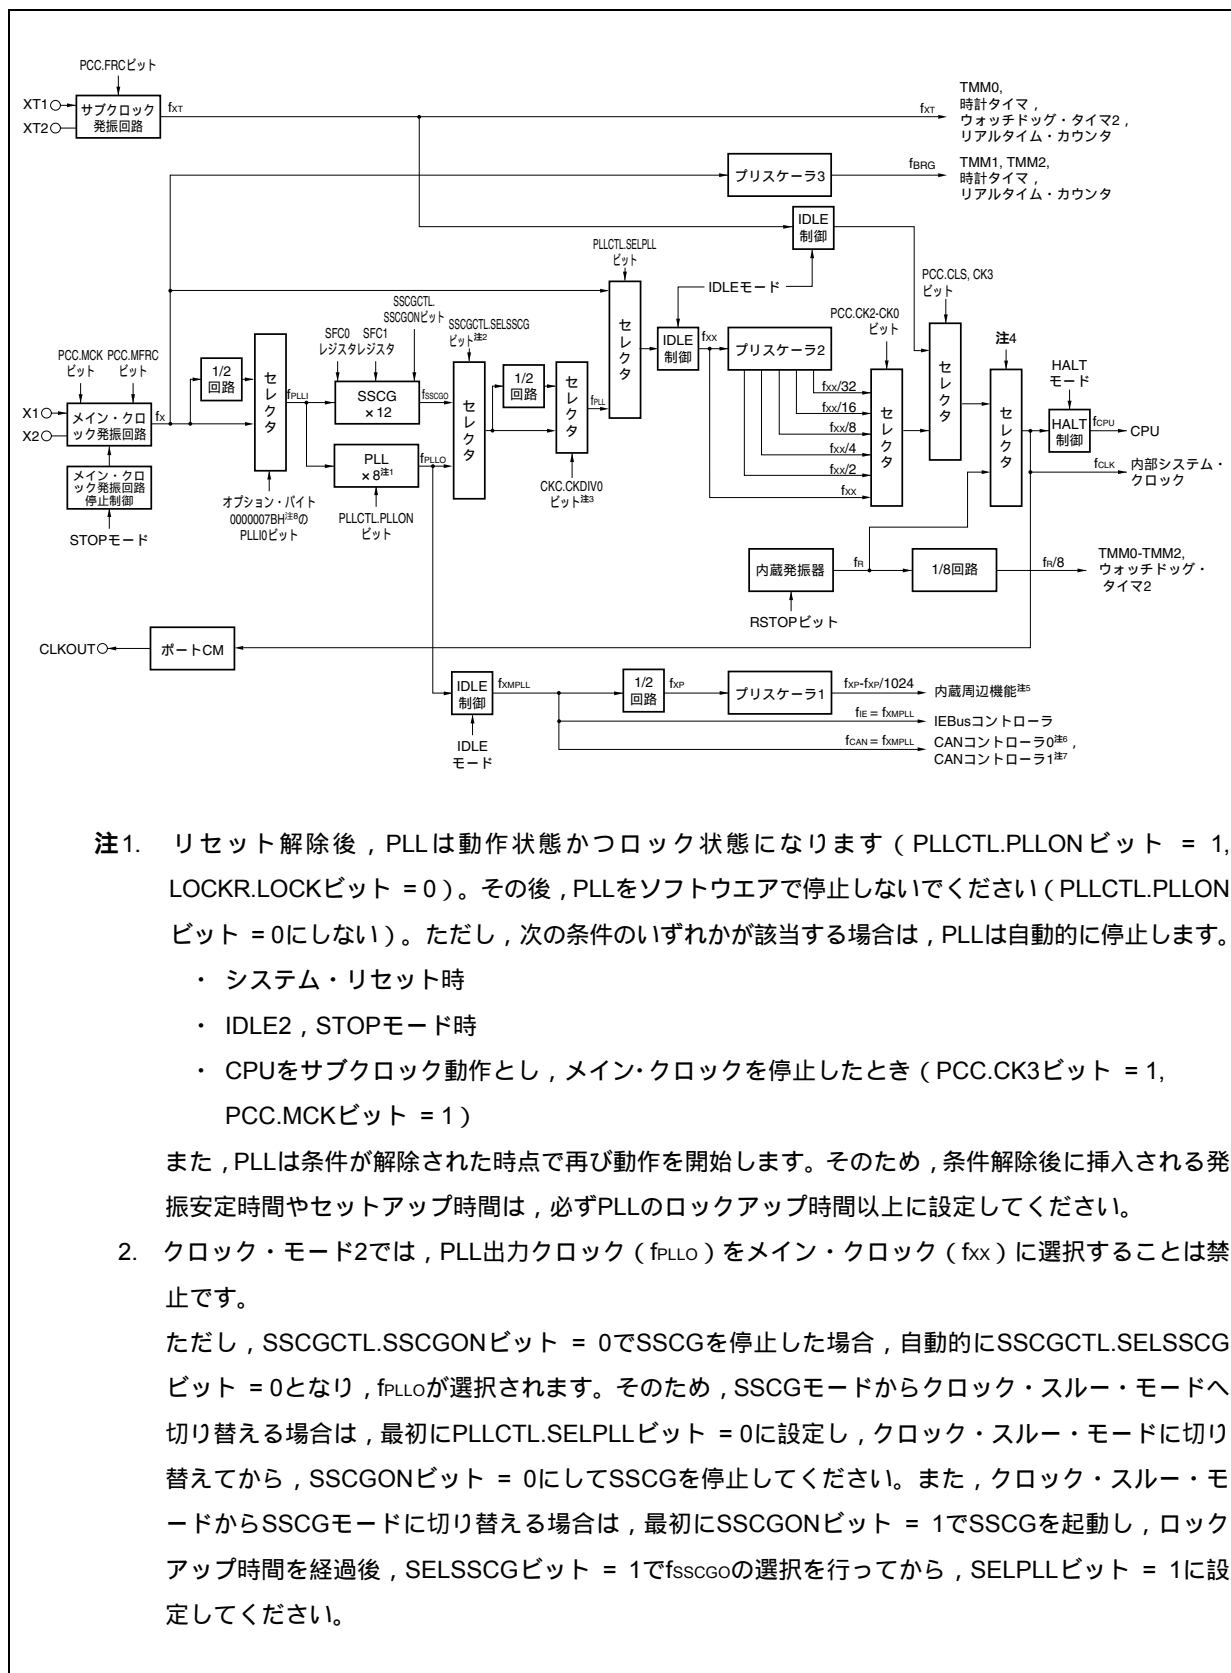 PCC.FRCビット
XT1
XT2
サブクロック
発振回路
fXT
fXT
TMM0,
時計タイマ，
ウォッチドッグ・タイマ2，
リアルタイム・カウンタ
プリスケーラ3
fBRG
TMM1, TMM2,
時計タイマ，
リアルタイム・カウンタ
IDLE
制御
PLLCTL.SELPLL
ビット
IDLEモード
PCC.CLS, CK3
ビット
SSCGCTL.
SSCGONビット
SFC0
レジスタ
SFC1
レジスタ
SSCGCTL.SELSSCG
ビット注2
PCC.CK2-CK0
ビット
注4
HALT
モード
PCC.MCK
ビット
PCC.MFRC
ビット
X1
X2
メイン・クロ
ック発振回路
fX
1/2
回路
セレクタ
fPLLI
SSCG
×12
fSSCGO
PLL
×8注1
fPLLO
セレクタ
1/2
回路
セレクタ
fPLL
セレクタ
IDLE
制御
fXX
プリスケーラ2
fXX/32
fXX/16
fXX/8
fXX/4
fXX/2
fXX
セレクタ
セレクタ
セレクタ
HALT
制御
fCPU
CPU
fCLK
内部システム・
クロック
メイン・クロ
ック発振回路
停止制御
STOPモード
オプション・バイト
0000007BH注8の
PLLI0ビット
PLLCTL.PLLON
ビット
CKC.CKDIV0
ビット注3
内蔵発振器
fR
1/8回路
fR/8
TMM0-TMM2,
ウォッチドッグ・
タイマ2
RSTOPビット
CLKOUT
ポートCM
IDLE
制御
fXMPLL
1/2
回路
fXP
プリスケーラ1
fXP-fXP/1024
内蔵周辺機能注5
fIE = fXMPLL
IEBusコントローラ
fCAN = fXMPLL
CANコントローラ0注6，
CANコントローラ1注7
IDLE
モード
注1. リセット解除後，PLLは動作状態かつロック状態になります（PLLCTL.PLLONビット = 1,
LOCKR.LOCKビット = 0）。その後，PLLをソフトウエアで停止しないでください（PLLCTL.PLLON
ビット = 0にしない）。ただし，次の条件のいずれかが該当する場合は，PLLは自動的に停止します。
・ システム・リセット時
・ IDLE2，STOPモード時
・ CPUをサブクロック動作とし，メイン・クロックを停止したとき（PCC.CK3ビット = 1,
PCC.MCKビット = 1）
また，PLLは条件が解除された時点で再び動作を開始します。そのため，条件解除後に挿入される発
振安定時間やセットアップ時間は，必ずPLLのロックアップ時間以上に設定してください。
2. クロック・モード2では，PLL出力クロック（fPLLO）をメイン・クロック（fXX）に選択することは禁
止です。
ただし，SSCGCTL.SSCGONビット = 0でSSCGを停止した場合，自動的にSSCGCTL.SELSSCG
ビット = 0となり，fPLLOが選択されます。そのため，SSCGモードからクロック・スルー・モードへ
切り替える場合は，最初にPLLCTL.SELPLLビット = 0に設定し，クロック・スルー・モードに切り
替えてから，SSCGONビット = 0にしてSSCGを停止してください。また，クロック・スルー・モ
ードからSSCGモードに切り替える場合は，最初にSSCGONビット = 1でSSCGを起動し，ロック
アップ時間を経過後，SELSSCGビット = 1でfSSCGOの選択を行ってから，SELPLLビット = 1に設
定してください。